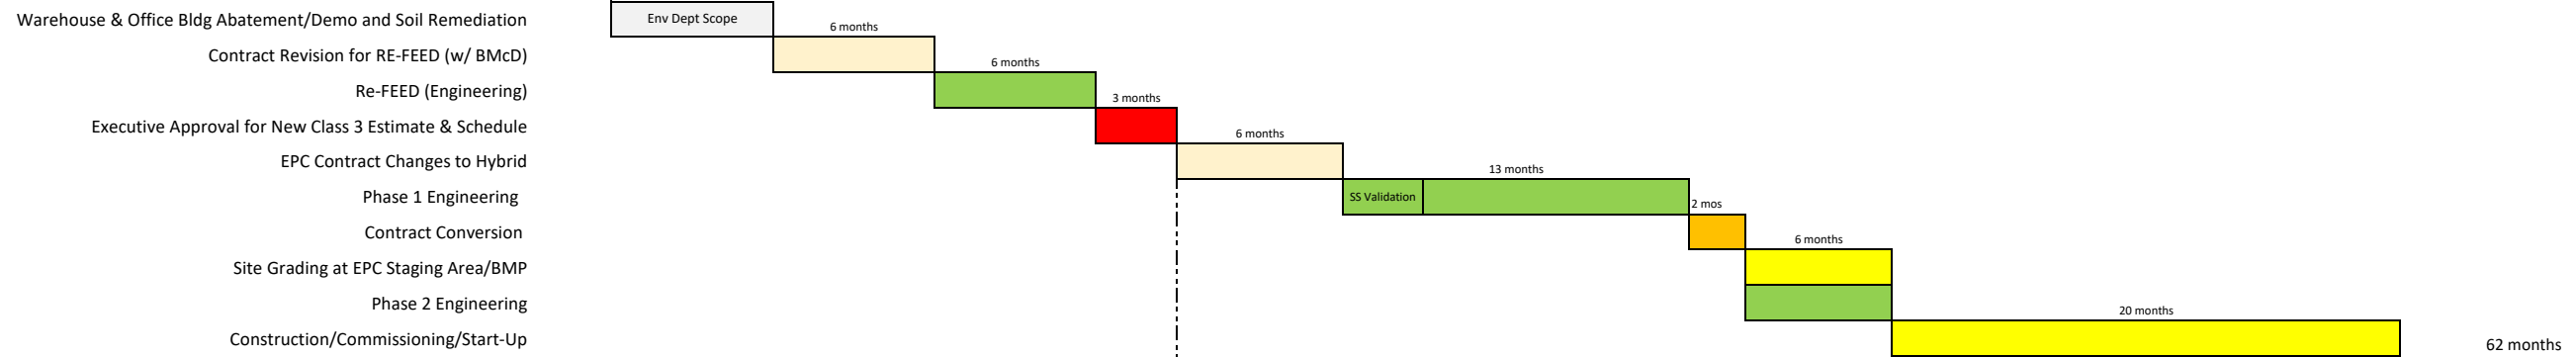 Warehouse & Office Bldg Abatement/Demo and Soil Remediation
Env Dept Scope
6 months
Contract Revision for RE-FEED (w/ BMcD)
6 months
Re-FEED (Engineering)
3 months
Executive Approval for New Class 3 Estimate & Schedule
6 months
EPC Contract Changes to Hybrid
13 months
Phase 1 Engineering
SS Validation
2 mos
Contract Conversion
6 months
Site Grading at EPC Staging Area/BMP
Phase 2 Engineering
20 months
Construction/Commissioning/Start-Up
62 months